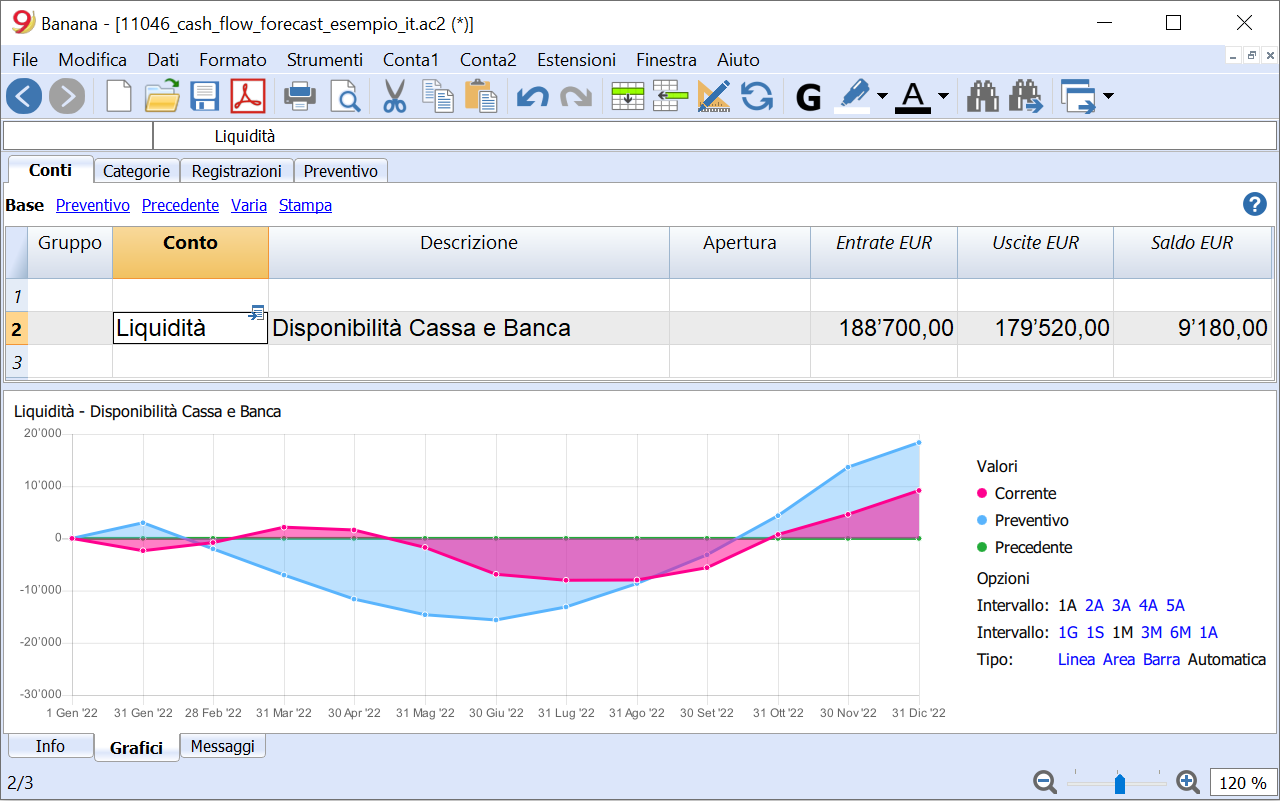 Banana - [11046_cash_flow_forecast_esempio_it.ac2 (*)]
File Modifica Dati Formato Strumenti Conta1 Conta2 Estensioni Finestra Aiuto
G A
Liquidità
Conti Categorie Registrazioni Preventivo
Base Preventivo Precedente Varia Stampa ?
Gruppo Conto Descrizione Apertura Entrate EUR Uscite EUR Saldo EUR
1
2 Liquidità Disponibilità Cassa e Banca 188’700,00 179’520,00 9’180,00
3
Liquidità - Disponibilità Cassa e Banca
20'000
10'000
0
-10'000
-20'000
-30'000
1 Gen '22 31 Gen '22 28 Feb '22 31 Mar '22 30 Apr '22 31 Mag '22 30 Giu '22 31 Lug '22 31 Ago '22 30 Set '22 31 Ott '22 30 Nov '22 31 Dic '22
Valori
Corrente
Preventivo
Precedente
Opzioni
Intervallo: 1A 2A 3A 4A 5A
Intervallo: 1G 1S 1M 3M 6M 1A
Tipo: Linea Area Barra Automatica
Info Grafici Messaggi
2/3 120 %